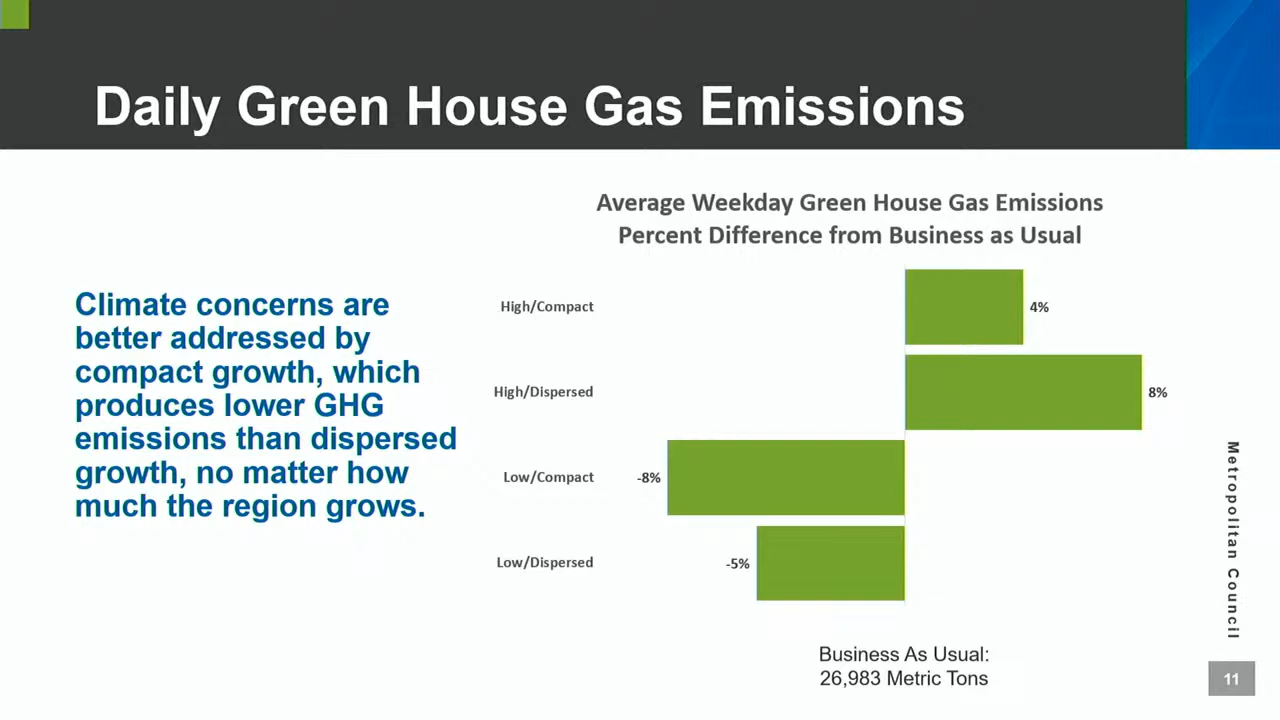 Daily Green House Gas Emissions
Climate concerns are
better addressed by
compact growth, which
produces lower GHG
emissions than dispersed
growth, no matter how
much the region grows.
Average Weekday Green House Gas Emissions
Percent Difference from Business as Usual
High/Compact 4%
High/Dispersed 8%
Low/Compact -8%
Low/Dispersed -5%
Business As Usual:
26,983 Metric Tons
Metropolitan Council
11